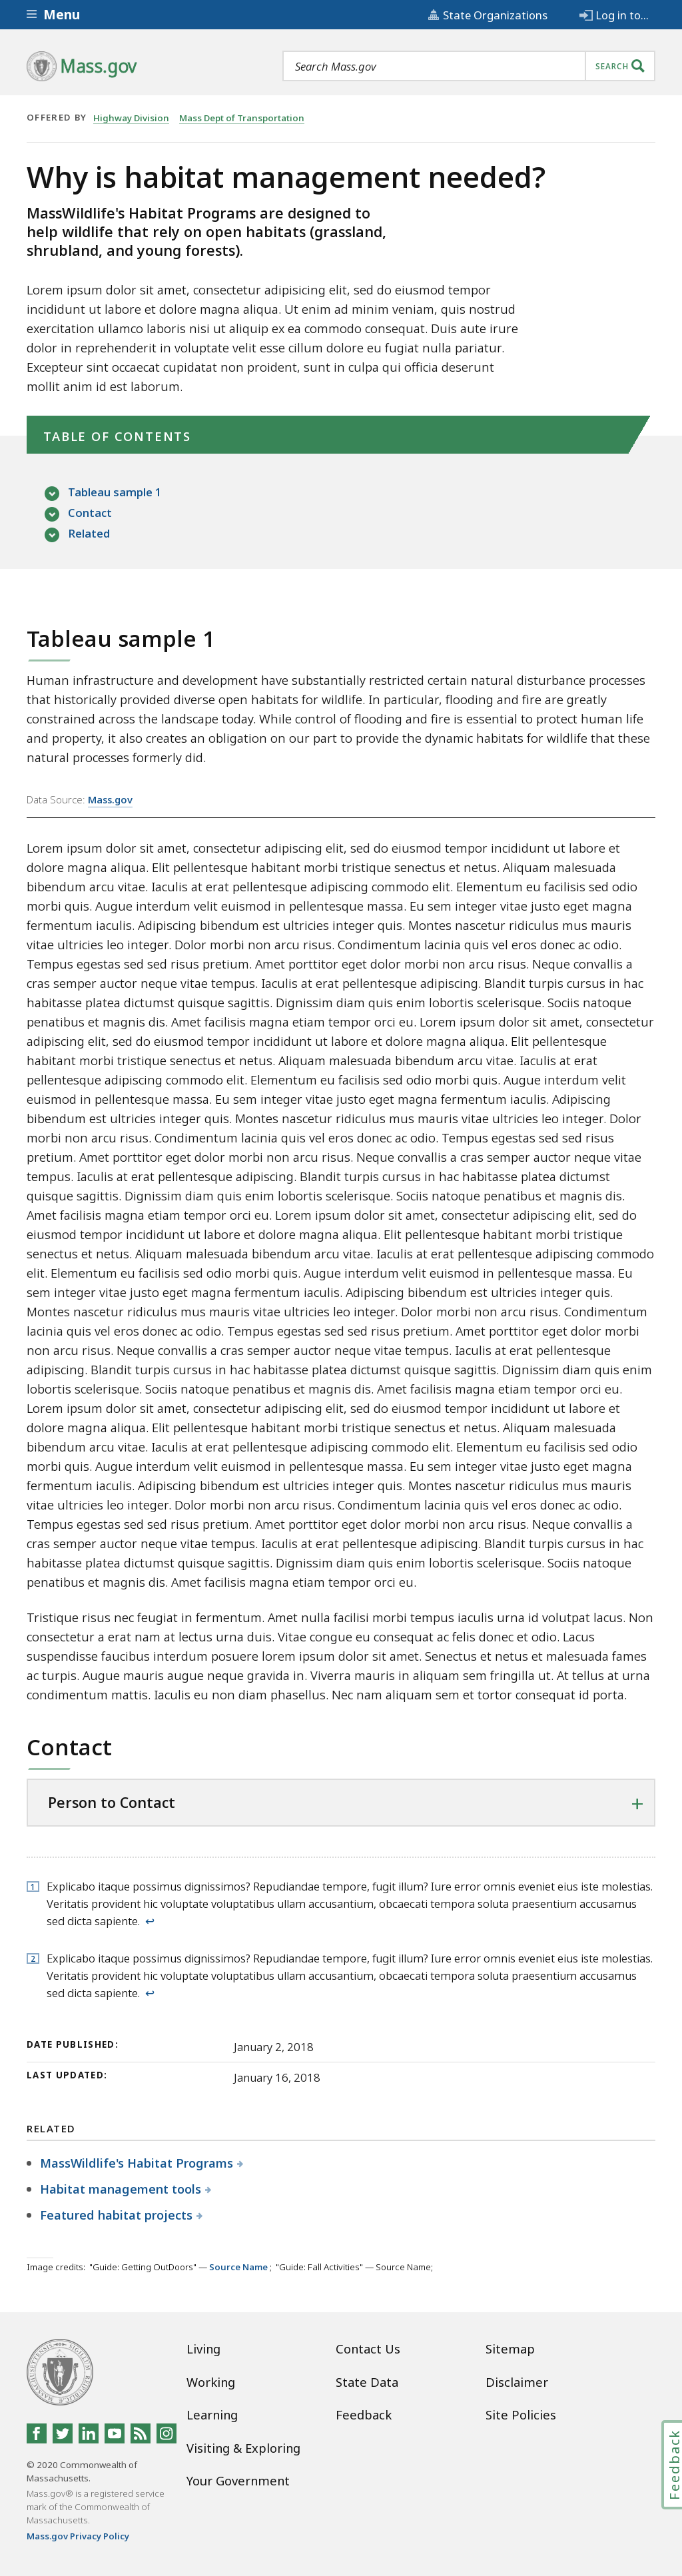 Menu
State Organizations
Log in to...
Mass.gov
Search Mass.gov
SEARCH
OFFERED BY Highway Division Mass Dept of Transportation
Why is habitat management needed?
MassWildlife's Habitat Programs are designed to
help wildlife that rely on open habitats (grassland,
shrubland, and young forests).
Lorem ipsum dolor sit amet, consectetur adipisicing elit, sed do eiusmod tempor
incididunt ut labore et dolore magna aliqua. Ut enim ad minim veniam, quis nostrud
exercitation ullamco laboris nisi ut aliquip ex ea commodo consequat. Duis aute irure
dolor in reprehenderit in voluptate velit esse cillum dolore eu fugiat nulla pariatur.
Excepteur sint occaecat cupidatat non proident, sunt in culpa qui officia deserunt
mollit anim id est laborum.
TABLE OF CONTENTS
Tableau sample 1
Contact
Related
Tableau sample 1
Human infrastructure and development have substantially restricted certain natural disturbance processes
that historically provided diverse open habitats for wildlife. In particular, flooding and fire are greatly
constrained across the landscape today. While control of flooding and fire is essential to protect human life
and property, it also creates an obligation on our part to provide the dynamic habitats for wildlife that these
natural processes formerly did.
Data Source: Mass.gov
Lorem ipsum dolor sit amet, consectetur adipiscing elit, sed do eiusmod tempor incididunt ut labore et
dolore magna aliqua. Elit pellentesque habitant morbi tristique senectus et netus. Aliquam malesuada
bibendum arcu vitae. Iaculis at erat pellentesque adipiscing commodo elit. Elementum eu facilisis sed odio
morbi quis. Augue interdum velit euismod in pellentesque massa. Eu sem integer vitae justo eget magna
fermentum iaculis. Adipiscing bibendum est ultricies integer quis. Montes nascetur ridiculus mus mauris
vitae ultricies leo integer. Dolor morbi non arcu risus. Condimentum lacinia quis vel eros donec ac odio.
Tempus egestas sed sed risus pretium. Amet porttitor eget dolor morbi non arcu risus. Neque convallis a
cras semper auctor neque vitae tempus. Iaculis at erat pellentesque adipiscing. Blandit turpis cursus in hac
habitasse platea dictumst quisque sagittis. Dignissim diam quis enim lobortis scelerisque. Sociis natoque
penatibus et magnis dis. Amet facilisis magna etiam tempor orci eu. Lorem ipsum dolor sit amet, consectetur
adipiscing elit, sed do eiusmod tempor incididunt ut labore et dolore magna aliqua. Elit pellentesque
habitant morbi tristique senectus et netus. Aliquam malesuada bibendum arcu vitae. Iaculis at erat
pellentesque adipiscing commodo elit. Elementum eu facilisis sed odio morbi quis. Augue interdum velit
euismod in pellentesque massa. Eu sem integer vitae justo eget magna fermentum iaculis. Adipiscing
bibendum est ultricies integer quis. Montes nascetur ridiculus mus mauris vitae ultricies leo integer. Dolor
morbi non arcu risus. Condimentum lacinia quis vel eros donec ac odio. Tempus egestas sed sed risus
pretium. Amet porttitor eget dolor morbi non arcu risus. Neque convallis a cras semper auctor neque vitae
tempus. Iaculis at erat pellentesque adipiscing. Blandit turpis cursus in hac habitasse platea dictumst
quisque sagittis. Dignissim diam quis enim lobortis scelerisque. Sociis natoque penatibus et magnis dis.
Amet facilisis magna etiam tempor orci eu. Lorem ipsum dolor sit amet, consectetur adipiscing elit, sed do
eiusmod tempor incididunt ut labore et dolore magna aliqua. Elit pellentesque habitant morbi tristique
senectus et netus. Aliquam malesuada bibendum arcu vitae. Iaculis at erat pellentesque adipiscing commodo
elit. Elementum eu facilisis sed odio morbi quis. Augue interdum velit euismod in pellentesque massa. Eu
sem integer vitae justo eget magna fermentum iaculis. Adipiscing bibendum est ultricies integer quis.
Montes nascetur ridiculus mus mauris vitae ultricies leo integer. Dolor morbi non arcu risus. Condimentum
lacinia quis vel eros donec ac odio. Tempus egestas sed sed risus pretium. Amet porttitor eget dolor morbi
non arcu risus. Neque convallis a cras semper auctor neque vitae tempus. Iaculis at erat pellentesque
adipiscing. Blandit turpis cursus in hac habitasse platea dictumst quisque sagittis. Dignissim diam quis enim
lobortis scelerisque. Sociis natoque penatibus et magnis dis. Amet facilisis magna etiam tempor orci eu.
Lorem ipsum dolor sit amet, consectetur adipiscing elit, sed do eiusmod tempor incididunt ut labore et
dolore magna aliqua. Elit pellentesque habitant morbi tristique senectus et netus. Aliquam malesuada
bibendum arcu vitae. Iaculis at erat pellentesque adipiscing commodo elit. Elementum eu facilisis sed odio
morbi quis. Augue interdum velit euismod in pellentesque massa. Eu sem integer vitae justo eget magna
fermentum iaculis. Adipiscing bibendum est ultricies integer quis. Montes nascetur ridiculus mus mauris
vitae ultricies leo integer. Dolor morbi non arcu risus. Condimentum lacinia quis vel eros donec ac odio.
Tempus egestas sed sed risus pretium. Amet porttitor eget dolor morbi non arcu risus. Neque convallis a
cras semper auctor neque vitae tempus. Iaculis at erat pellentesque adipiscing. Blandit turpis cursus in hac
habitasse platea dictumst quisque sagittis. Dignissim diam quis enim lobortis scelerisque. Sociis natoque
penatibus et magnis dis. Amet facilisis magna etiam tempor orci eu.
Tristique risus nec feugiat in fermentum. Amet nulla facilisi morbi tempus iaculis urna id volutpat lacus. Non
consectetur a erat nam at lectus urna duis. Vitae congue eu consequat ac felis donec et odio. Lacus
suspendisse faucibus interdum posuere lorem ipsum dolor sit amet. Senectus et netus et malesuada fames
ac turpis. Augue mauris augue neque gravida in. Viverra mauris in aliquam sem fringilla ut. At tellus at urna
condimentum mattis. Iaculis eu non diam phasellus. Nec nam aliquam sem et tortor consequat id porta.
Contact
Person to Contact
1 Explicabo itaque possimus dignissimos? Repudiandae tempore, fugit illum? Iure error omnis eveniet eius iste molestias.
Veritatis provident hic voluptate voluptatibus ullam accusantium, obcaecati tempora soluta praesentium accusamus
sed dicta sapiente. ↩
2 Explicabo itaque possimus dignissimos? Repudiandae tempore, fugit illum? Iure error omnis eveniet eius iste molestias.
Veritatis provident hic voluptate voluptatibus ullam accusantium, obcaecati tempora soluta praesentium accusamus
sed dicta sapiente. ↩
DATE PUBLISHED: January 2, 2018
LAST UPDATED: January 16, 2018
RELATED
MassWildlife's Habitat Programs
Habitat management tools
Featured habitat projects
Image credits: "Guide: Getting OutDoors" — Source Name ; "Guide: Fall Activities" — Source Name;
Living
Working
Learning
Visiting & Exploring
Your Government
Contact Us
State Data
Feedback
Sitemap
Disclaimer
Site Policies
© 2020 Commonwealth of
Massachusetts.
Mass.gov® is a registered service
mark of the Commonwealth of
Massachusetts.
Mass.gov Privacy Policy
Feedback